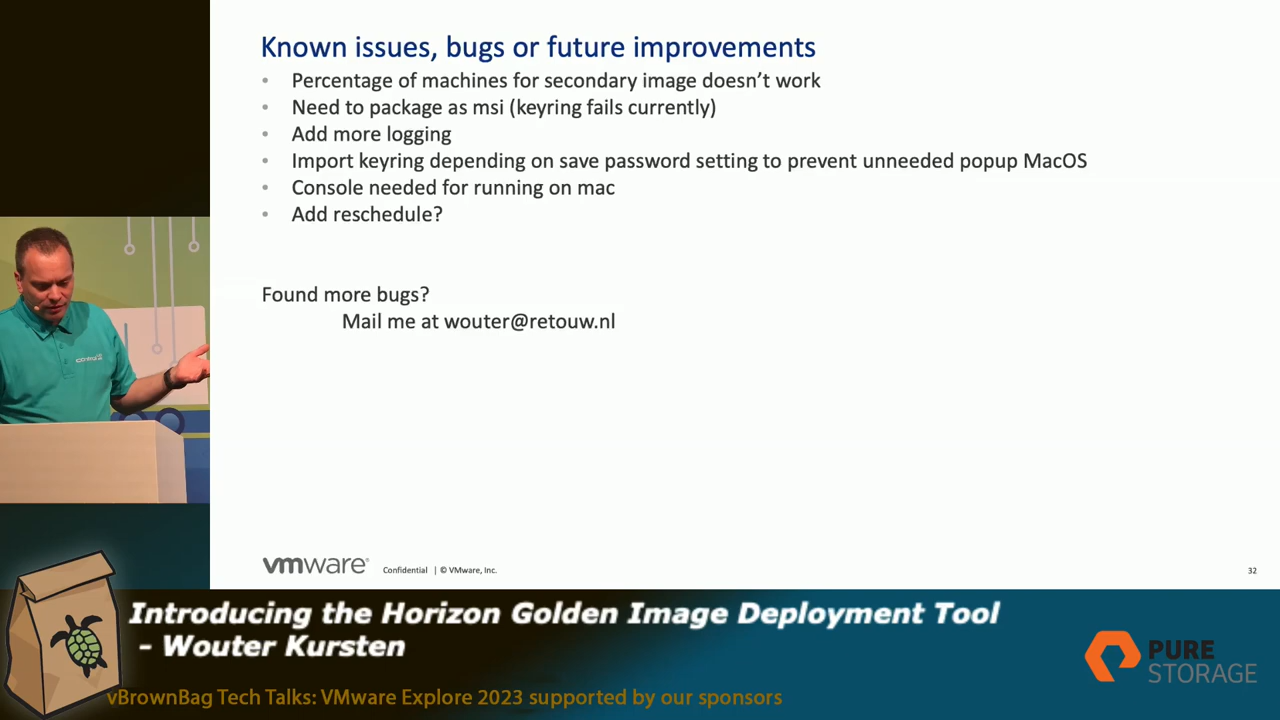 Known issues, bugs or future improvements
• Percentage of machines for secondary image doesn’t work
• Need to package as msi (keyring fails currently)
• Add more logging
• Import keyring depending on save password setting to prevent unneeded popup MacOS
• Console needed for running on mac
• Add reschedule?
Found more bugs?
Mail me at wouter@retouw.nl
vmware®
Confidential | © VMware, Inc.
32
Introducing the Horizon Golden Image Deployment Tool
- Wouter Kursten
PURE
STORAGE
vBrownBag Tech Talks: VMware Explore 2023 supported by our sponsors